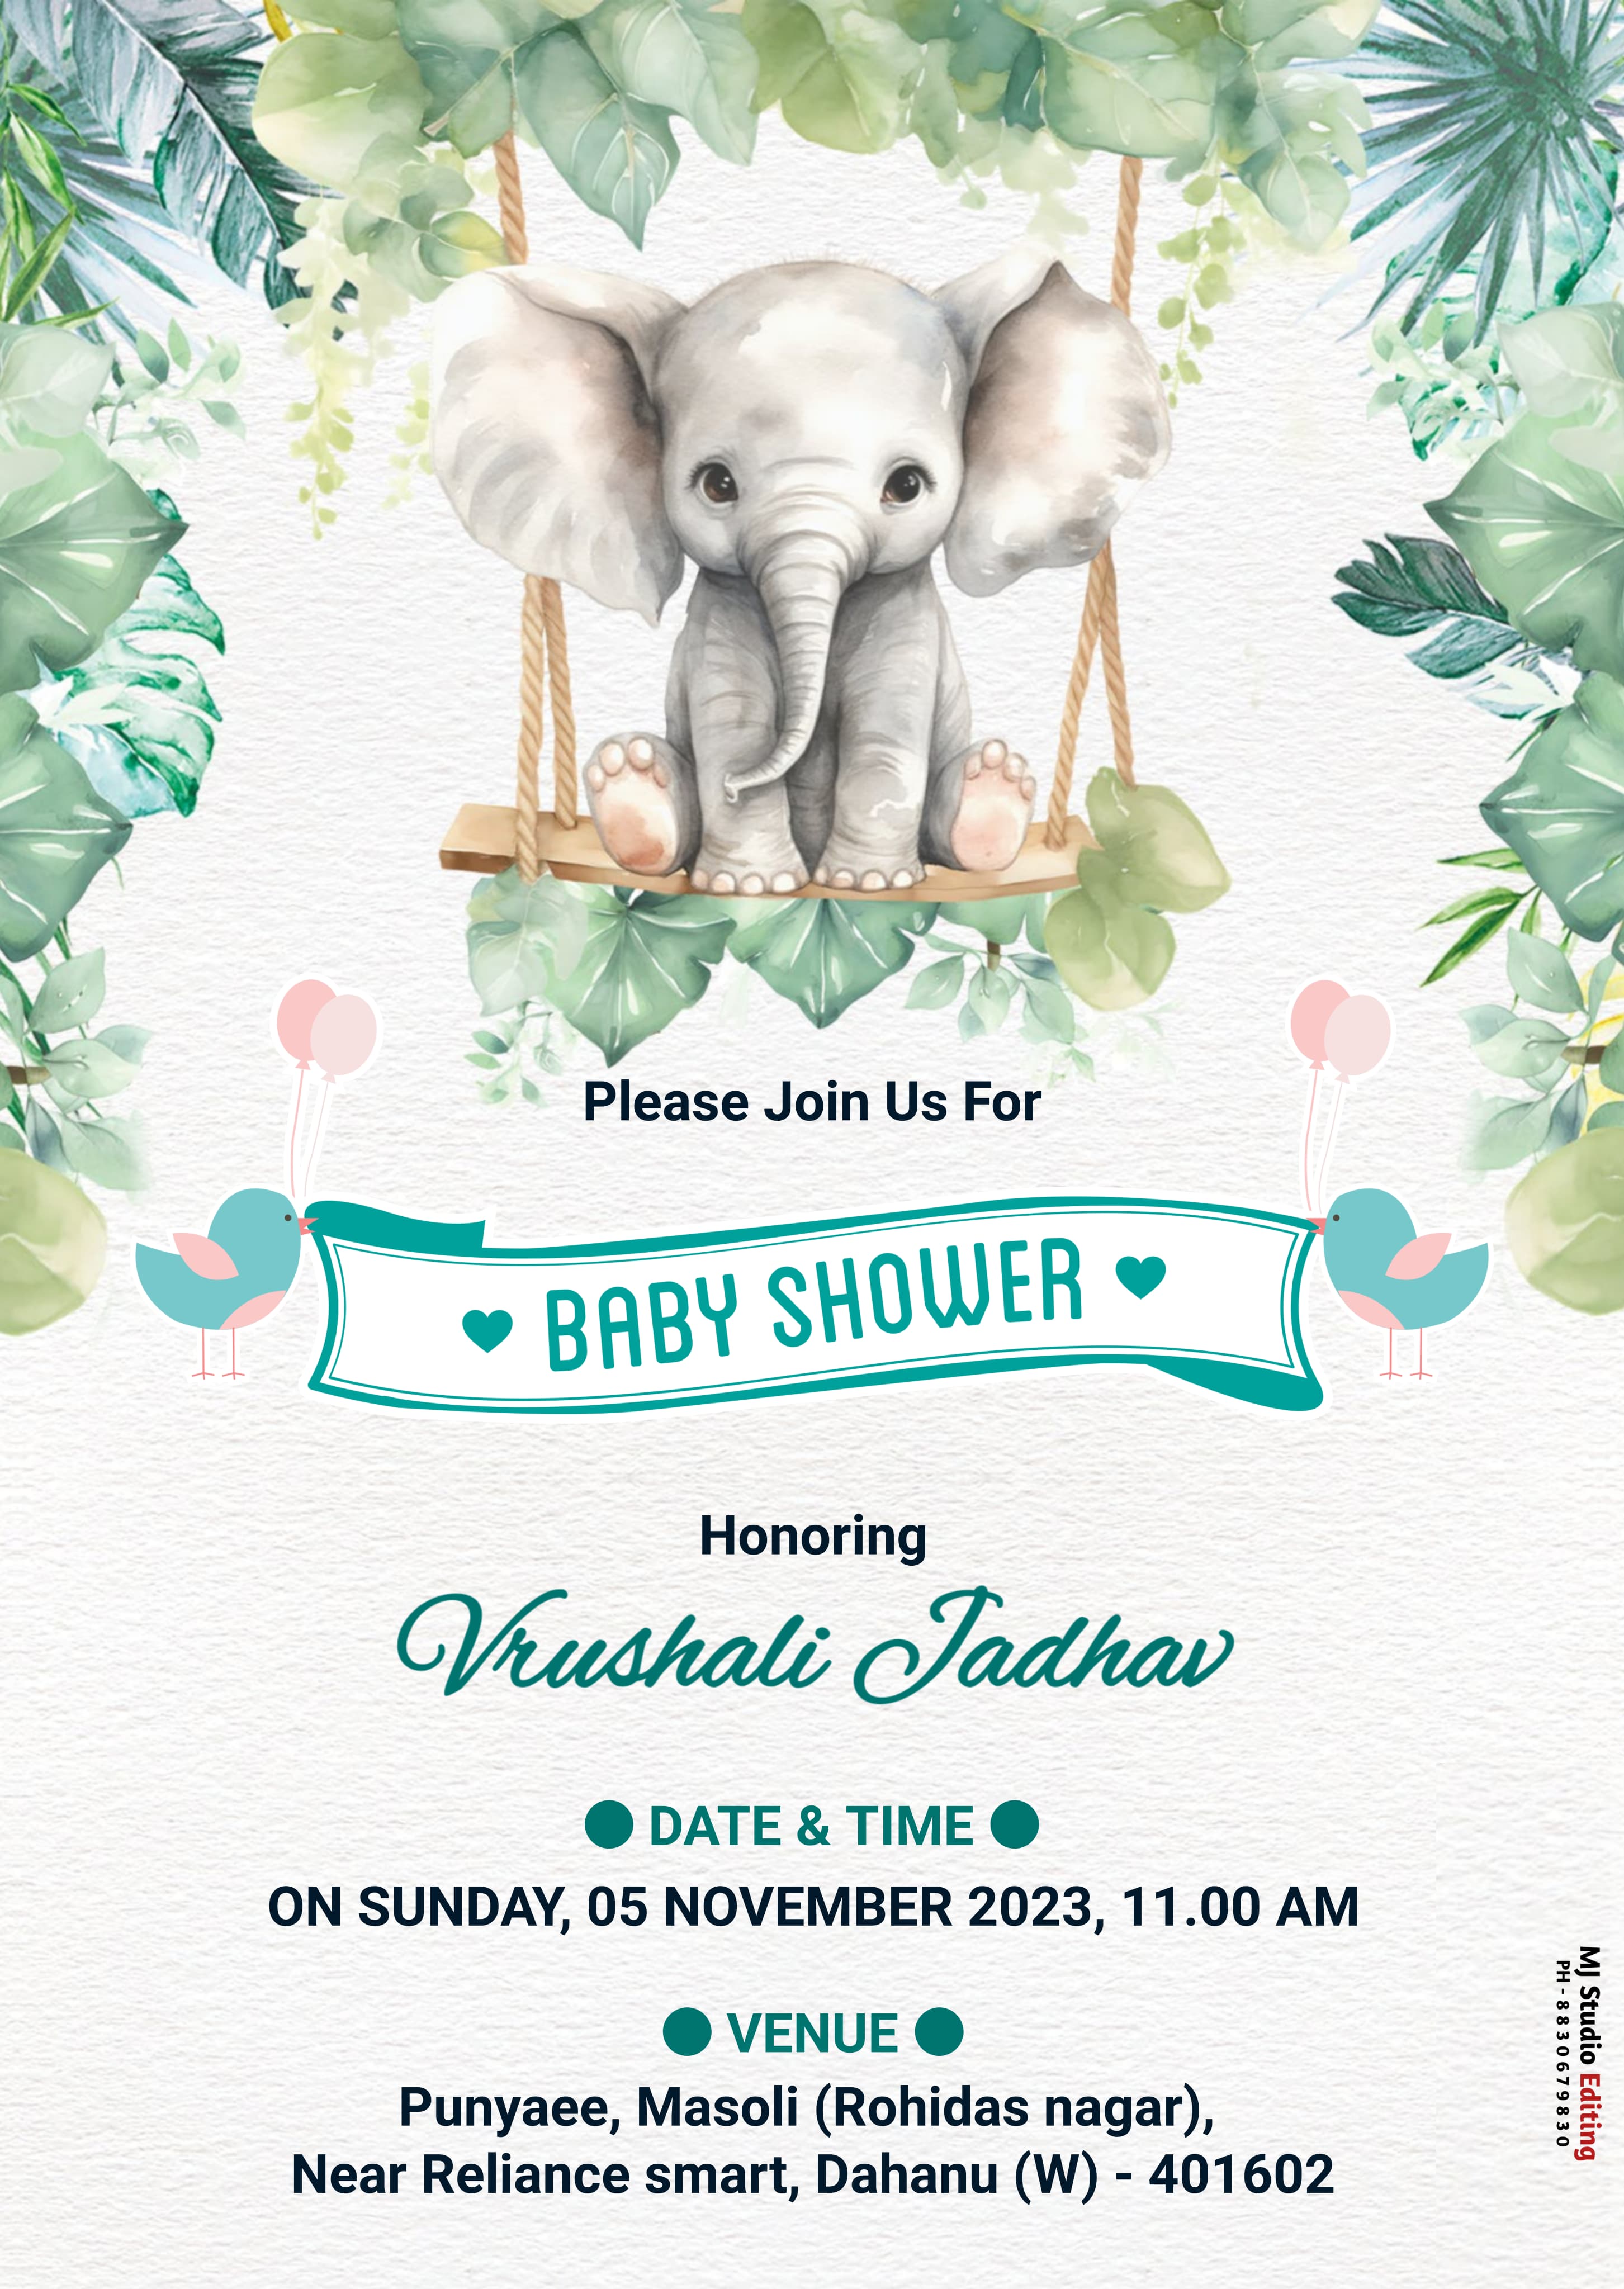 Please Join Us For
BABY SHOWER
Honoring
Vrushali Jadhav
DATE & TIME
ON SUNDAY, 05 NOVEMBER 2023, 11.00 AM
VENUE
Punyaee, Masoli (Rohidas nagar),
Near Reliance smart, Dahanu (W) - 401602
MJ Studio Editing
PH-8830679830